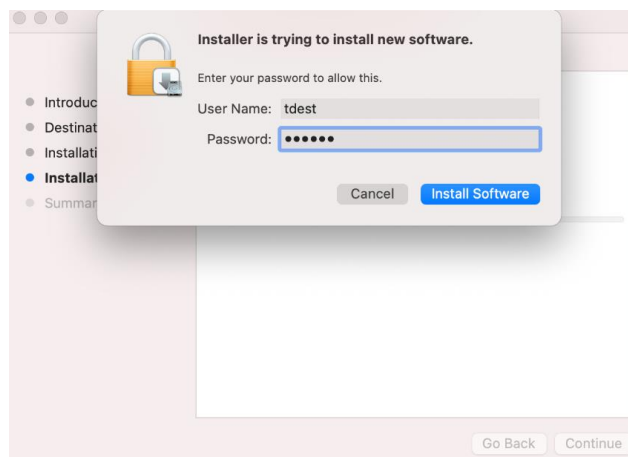 Installer is trying to install new software.
Enter your password to allow this.
User Name: tdest
Password: ••••••
Cancel Install Software
Introduc
Destinat
Installati
Installat
Summar
Go Back Continue